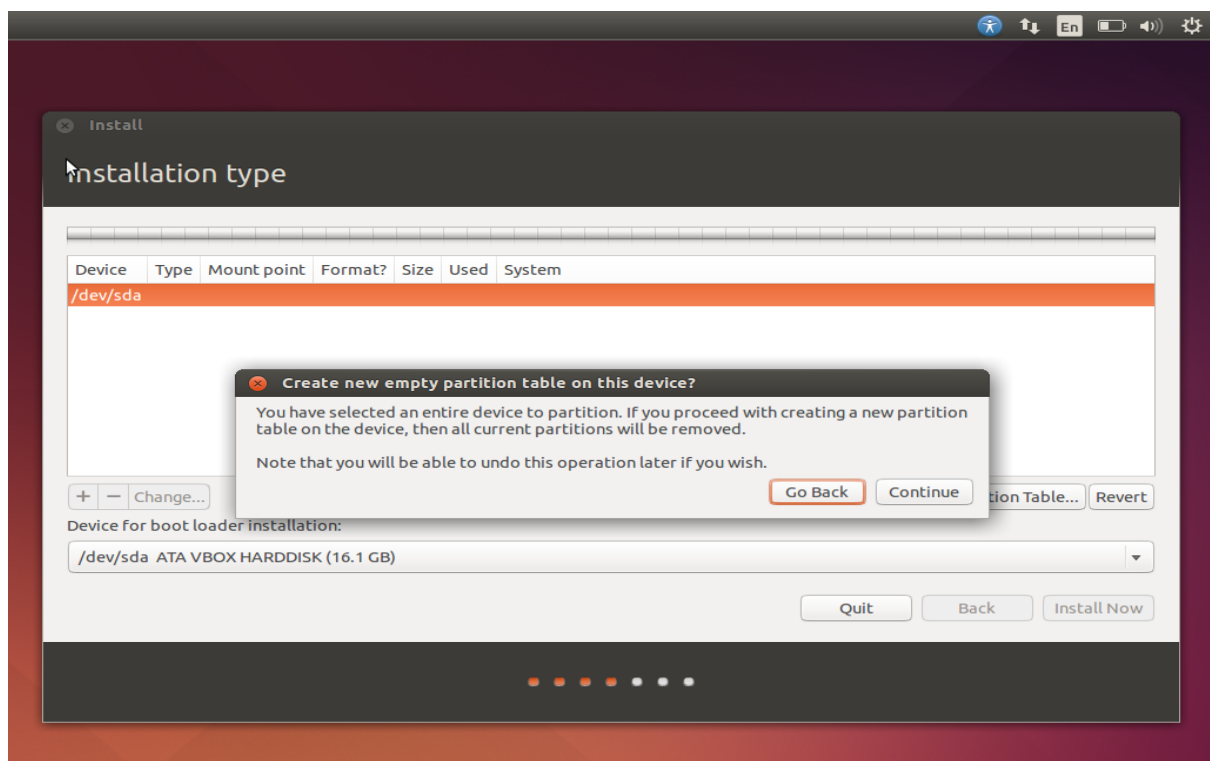 En
Install
Installation type
Device Type Mount point Format? Size Used System
/dev/sda
Create new empty partition table on this device?
You have selected an entire device to partition. If you proceed with creating a new partition
table on the device, then all current partitions will be removed.
Note that you will be able to undo this operation later if you wish.
Go Back Continue
+ − Change... tion Table... Revert
Device for boot loader installation:
/dev/sda ATA VBOX HARDDISK (16.1 GB)
Quit Back Install Now